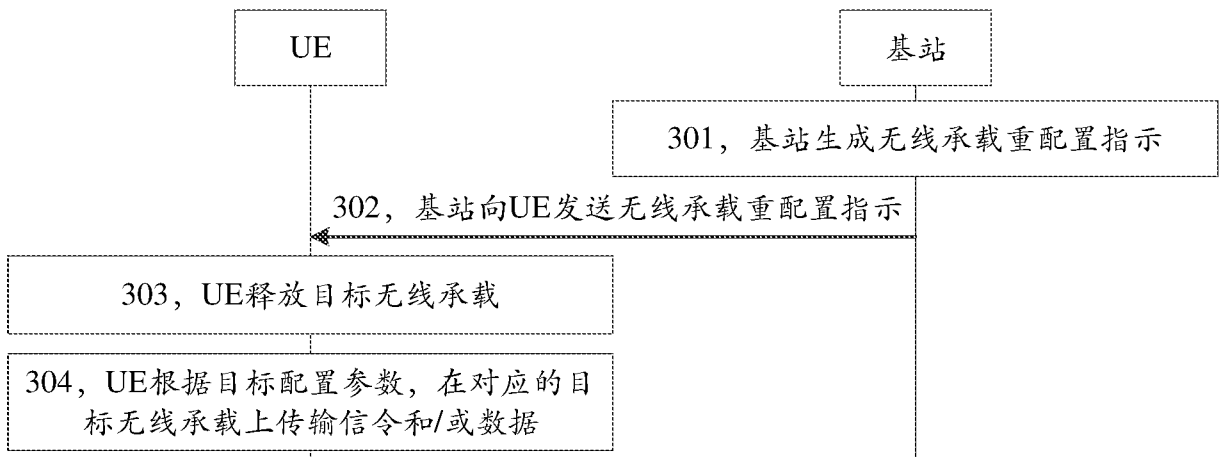 UE
基站
301，基站生成无线承载重配置指示
302，基站向UE发送无线承载重配置指示
303，UE释放目标无线承载
304，UE根据目标配置参数，在对应的目
标无线承载上传输信令和/或数据